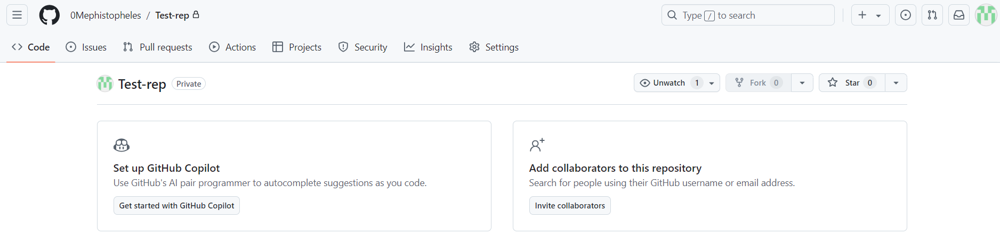 0Mephistopheles / Test-rep
Type / to search
Code Issues Pull requests Actions Projects Security Insights Settings
Test-rep Private
Unwatch 1 Fork 0 Star 0
Set up GitHub Copilot
Use GitHub's AI pair programmer to autocomplete suggestions as you code.
Get started with GitHub Copilot
Add collaborators to this repository
Search for people using their GitHub username or email address.
Invite collaborators